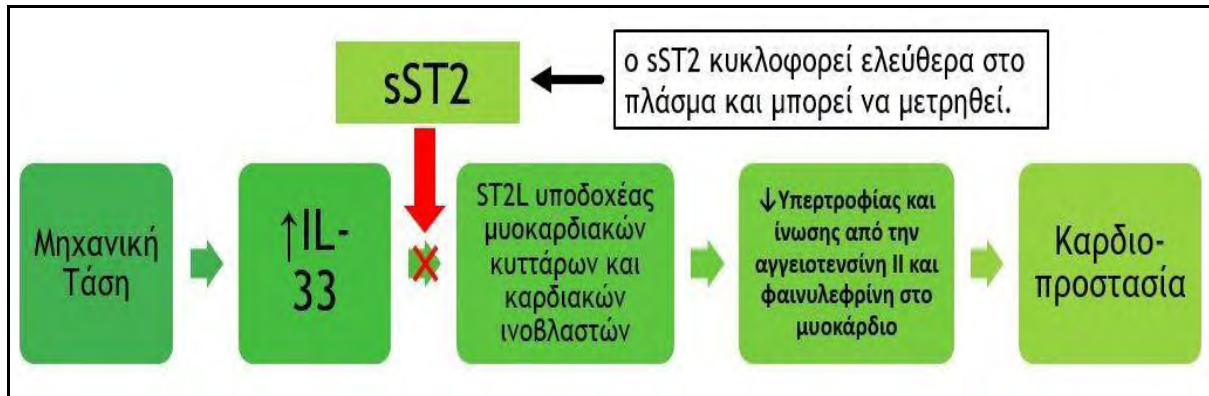 sST2
ο sST2 κυκλοφορεί ελεύθερα στο
πλάσμα και μπορεί να μετρηθεί.
Μηχανική
Τάση
↑IL-
33
ST2L υποδοχέας
μυοκαρδιακών
κυττάρων και
καρδιακών
ινοβλαστών
↓Υπερτροφίας και
ίνωσης από την
αγγειοτενσίνη II και
φαινυλεφρίνη στο
μυοκάρδιο
Καρδιο-
προστασία